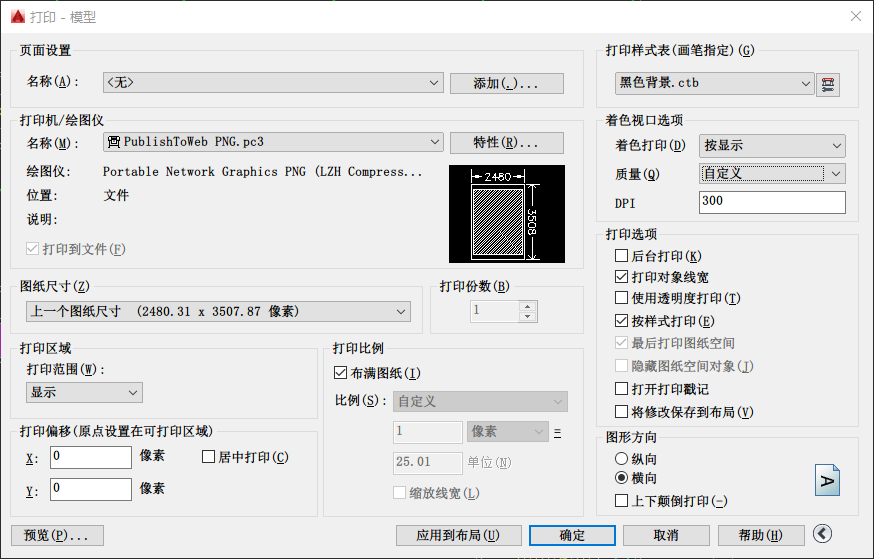 打印 - 模型
页面设置
名称(A):
<无>
添加(.)...
打印机/绘图仪
名称(M):
PublishToWeb PNG.pc3
特性(R)...
绘图仪:
Portable Network Graphics PNG (LZH Compress...
位置:
文件
说明:
打印到文件(F)
2480
3508
图纸尺寸(Z)
上一个图纸尺寸 (2480.31 x 3507.87 像素)
打印份数(B)
1
打印区域
打印范围(W):
显示
打印偏移(原点设置在可打印区域)
X:
0
像素
居中打印(C)
Y:
0
像素
打印比例
布满图纸(I)
比例(S):
自定义
1
像素
=
25.01
单位(N)
缩放线宽(L)
打印样式表(画笔指定)(G)
黑色背景.ctb
着色视口选项
着色打印(D)
按显示
质量(Q)
自定义
DPI
300
打印选项
后台打印(K)
打印对象线宽
使用透明度打印(T)
按样式打印(E)
最后打印图纸空间
隐藏图纸空间对象(J)
打开打印戳记
将修改保存到布局(V)
图形方向
纵向
横向
上下颠倒打印(-)
A
预览(P)...
应用到布局(U)
确定
取消
帮助(H)